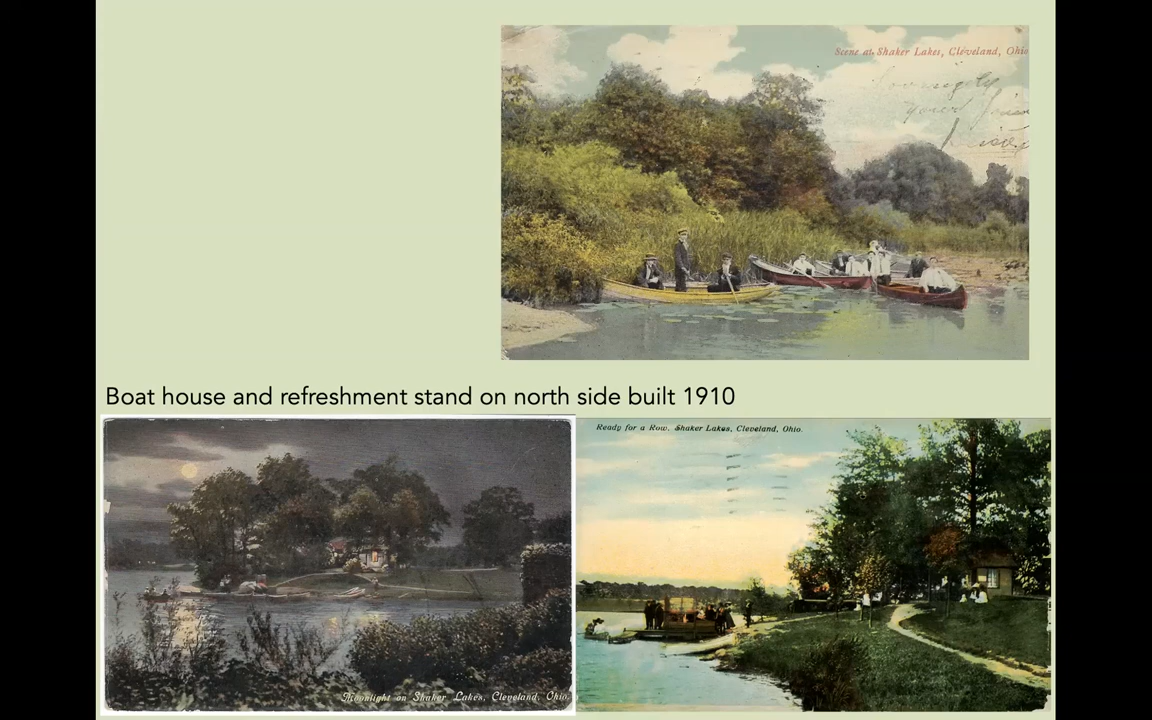 Scene at Shaker Lakes, Cleveland, Ohio
Boat house and refreshment stand on north side built 1910
Ready for a Row. Shaker Lakes, Cleveland, Ohio.
Moonlight on Shaker Lakes, Cleveland, Ohio.